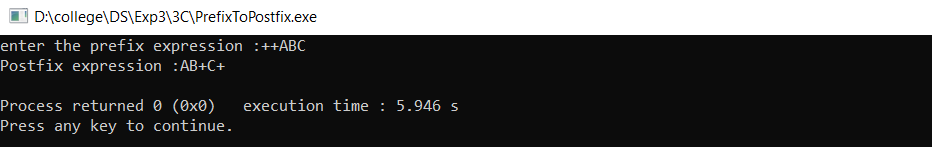 D:\college\DS\Exp3\3C\PrefixToPostfix.exe
enter the prefix expression :++ABC
Postfix expression :AB+C+
Process returned 0 (0x0)   execution time : 5.946 s
Press any key to continue.